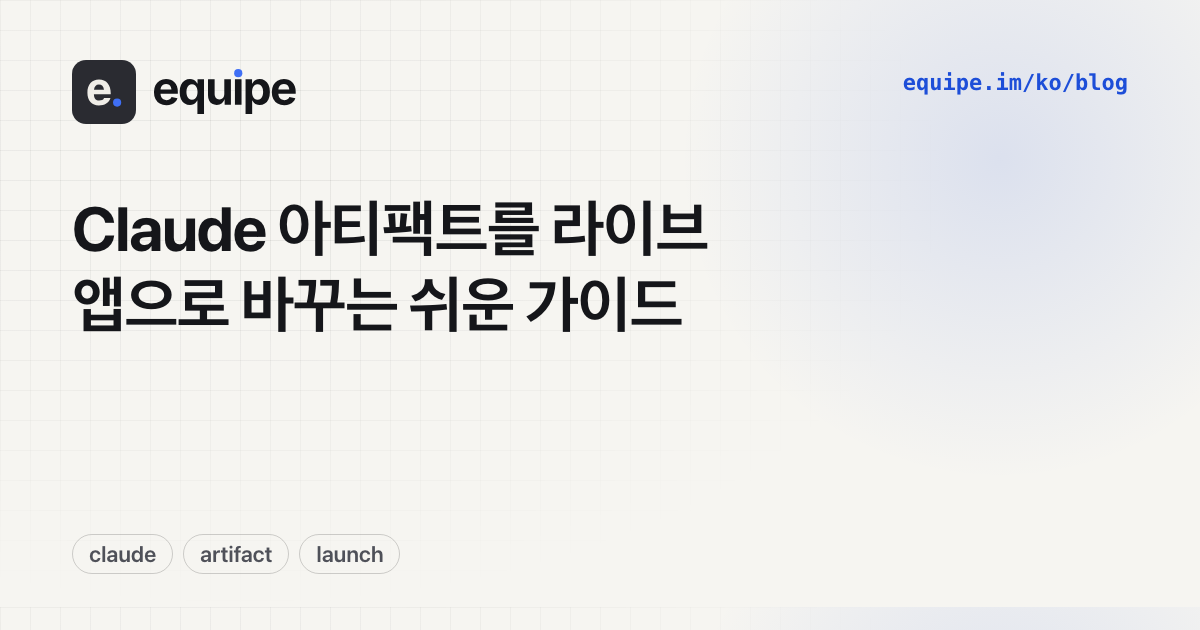 e.
equipe
equipe.im/ko/blog
Claude 아티팩트를 라이브
앱으로 바꾸는 쉬운 가이드
claude
artifact
launch